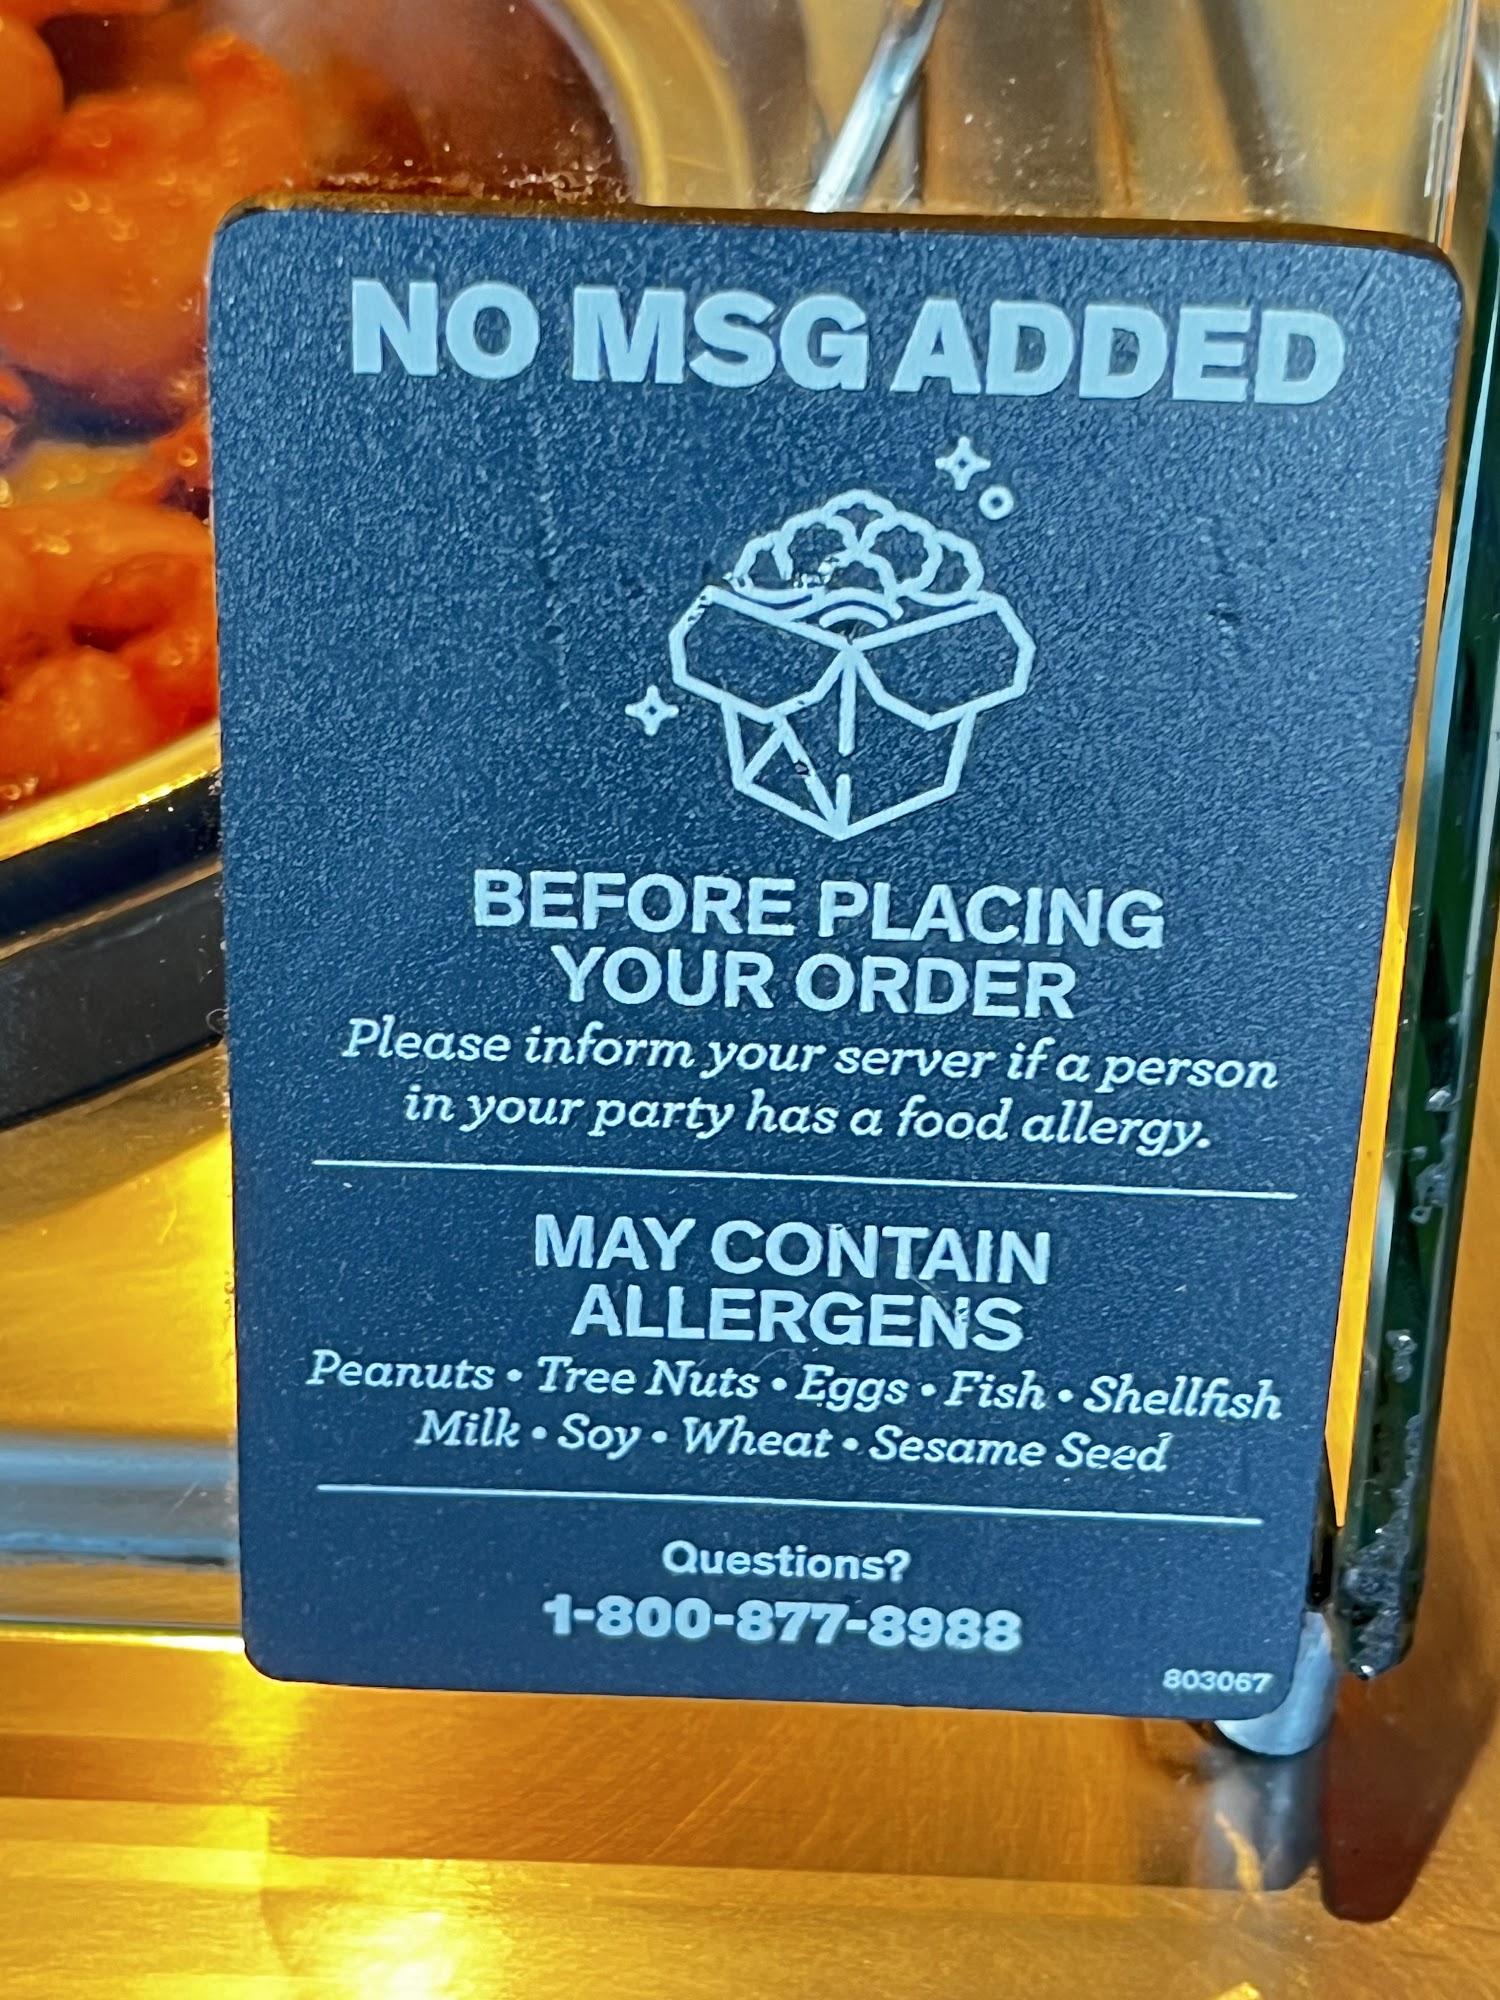 NO MSG ADDED
BEFORE PLACING
YOUR ORDER
Please inform your server if a person
in your party has a food allergy.
MAY CONTAIN
ALLERGENS
Peanuts • Tree Nuts • Eggs • Fish • Shellfish
Milk • Soy • Wheat • Sesame Seed
Questions?
1-800-877-8988
803067